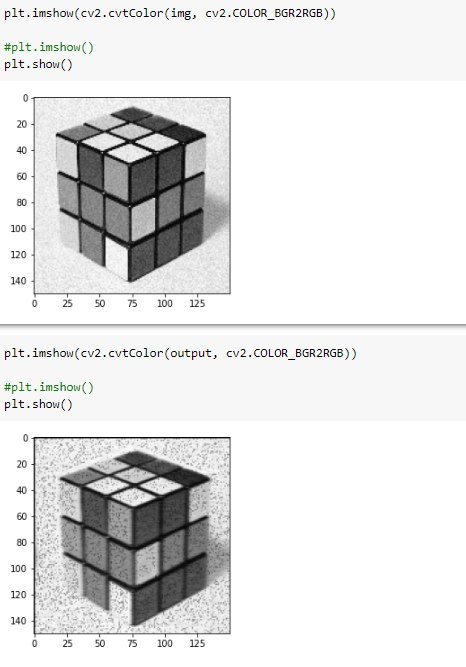 plt.imshow(cv2.cvtColor(img, cv2.COLOR_BGR2RGB))
#plt.imshow()
plt.show()
0
20
40
60
80
100
120
140
0 25 50 75 100 125
plt.imshow(cv2.cvtColor(output, cv2.COLOR_BGR2RGB))
#plt.imshow()
plt.show()
0
20
40
60
80
100
120
140
0 25 50 75 100 125